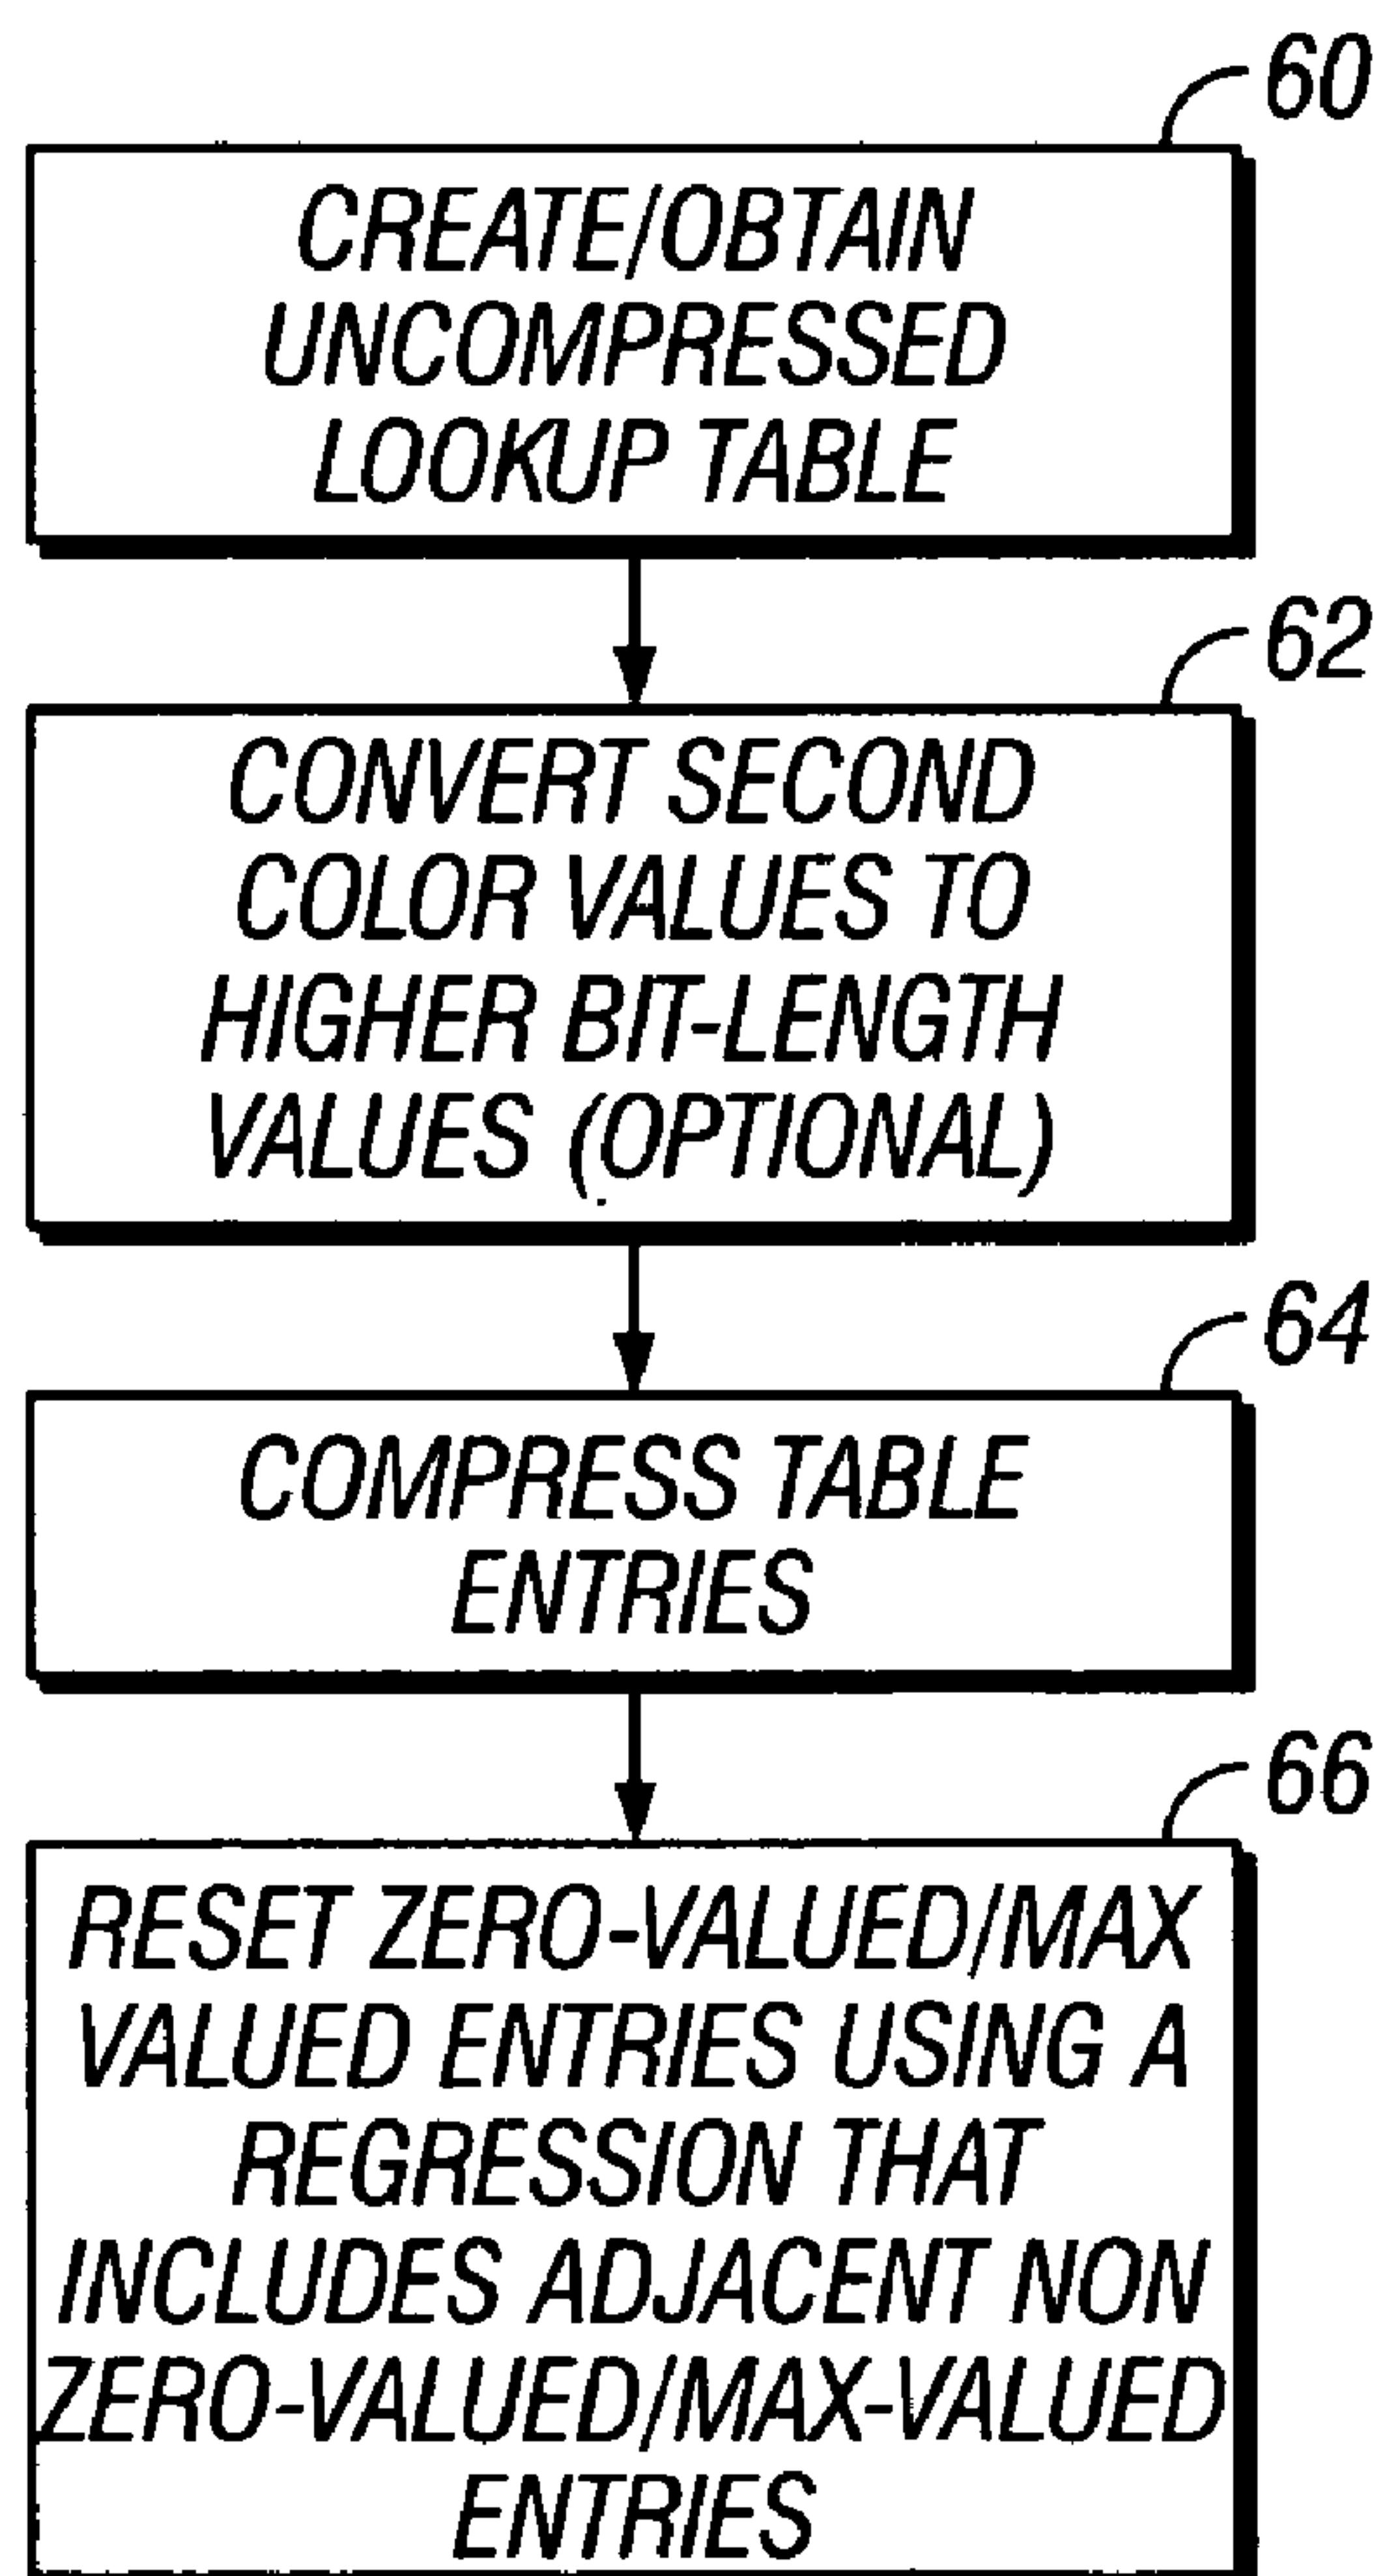 60
CREATE/OBTAIN
UNCOMPRESSED
LOOKUP TABLE
62
CONVERT SECOND
COLOR VALUES TO
HIGHER BIT-LENGTH
VALUES (OPTIONAL)
64
COMPRESS TABLE
ENTRIES
66
RESET ZERO-VALUED/MAX
VALUED ENTRIES USING A
REGRESSION THAT
INCLUDES ADJACENT NON
ZERO-VALUED/MAX-VALUED
ENTRIES